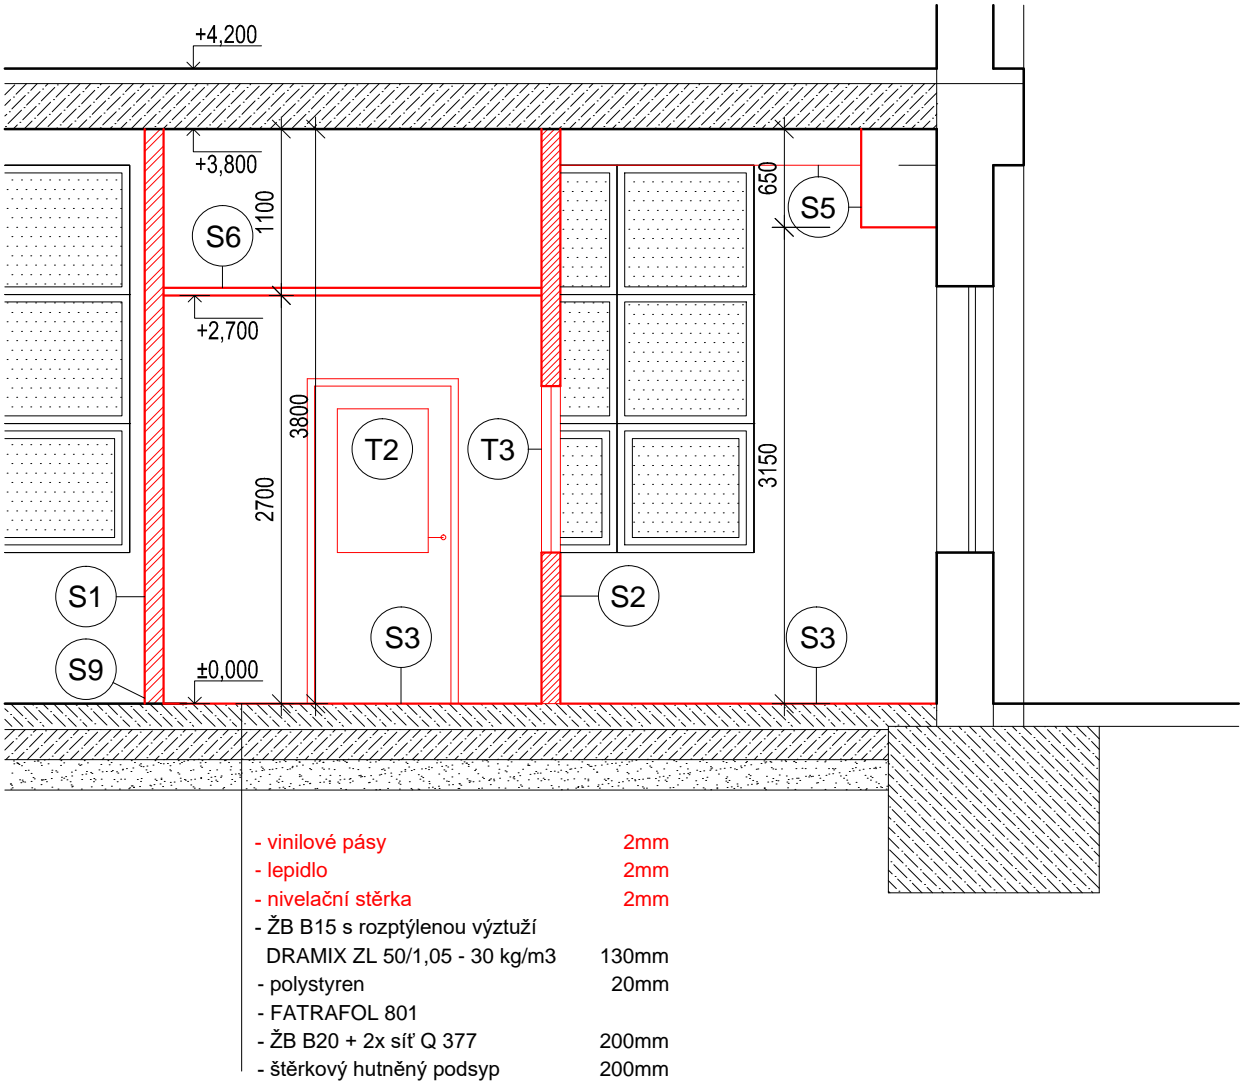 +4,200
+3,800
650
1100
S6
S5
+2,700
3800
T2
T3
3150
2700
S1
S2
S3
S3
S9
±0,000
- vinilové pásy 2mm
- lepidlo 2mm
- nivelační stěrka 2mm
- ŽB B15 s rozptýlenou výztuží
DRAMIX ZL 50/1,05 - 30 kg/m3 130mm
- polystyren 20mm
- FATRAFOL 801
- ŽB B20 + 2x síť Q 377 200mm
- štěrkový hutněný podsyp 200mm